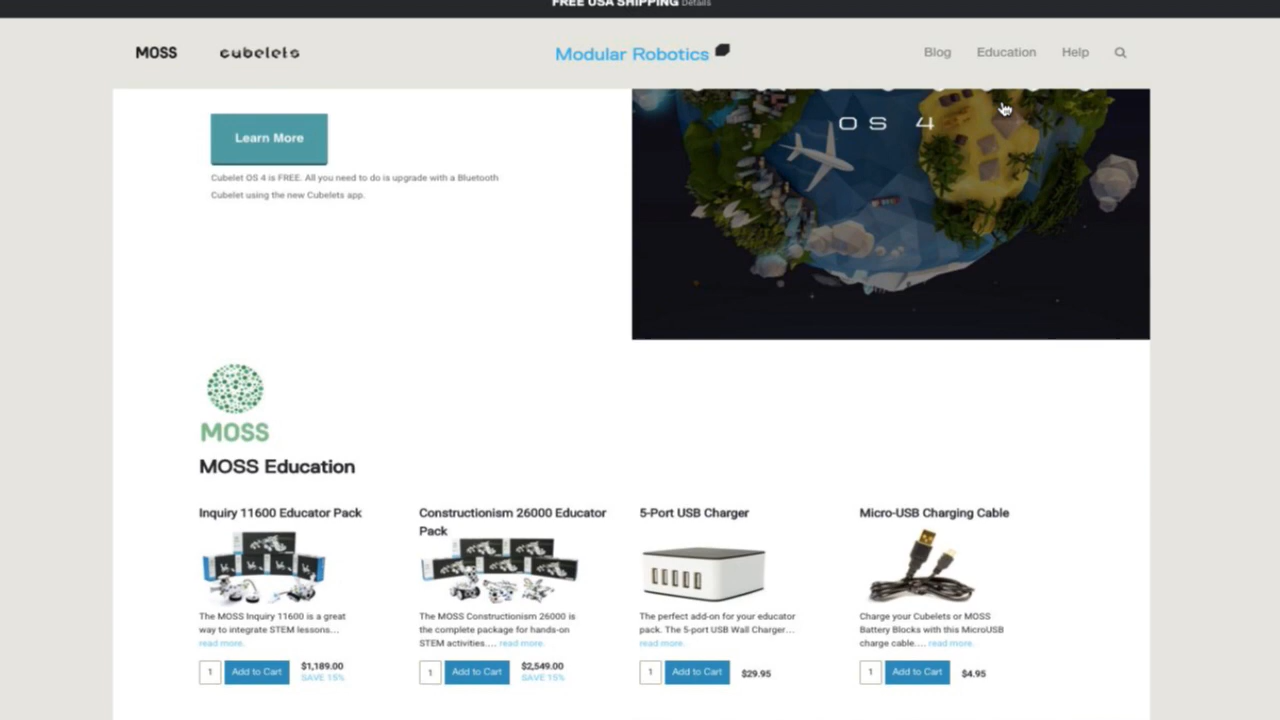 FREE USA SHIPPING Details
MOSS
cubelets
Modular Robotics
Blog
Education
Help
Learn More
Cubelet OS 4 is FREE. All you need to do is upgrade with a Bluetooth
Cubelet using the new Cubelets app.
OS 4
MOSS
MOSS Education
Inquiry 11600 Educator Pack
The MOSS Inquiry 11600 is a great
way to integrate STEM lessons...
read more.
1
Add to Cart
$1,189.00
SAVE 15%
Constructionism 26000 Educator
Pack
The MOSS Constructionism 26000 is
the complete package for hands-on
STEM activities.... read more.
1
Add to Cart
$2,549.00
SAVE 15%
5-Port USB Charger
The perfect add-on for your educator
pack. The 5-port USB Wall Charger...
read more.
1
Add to Cart
$29.95
Micro-USB Charging Cable
Charge your Cubelets or MOSS
Battery Blocks with this MicroUSB
charge cable.... read more.
1
Add to Cart
$4.95